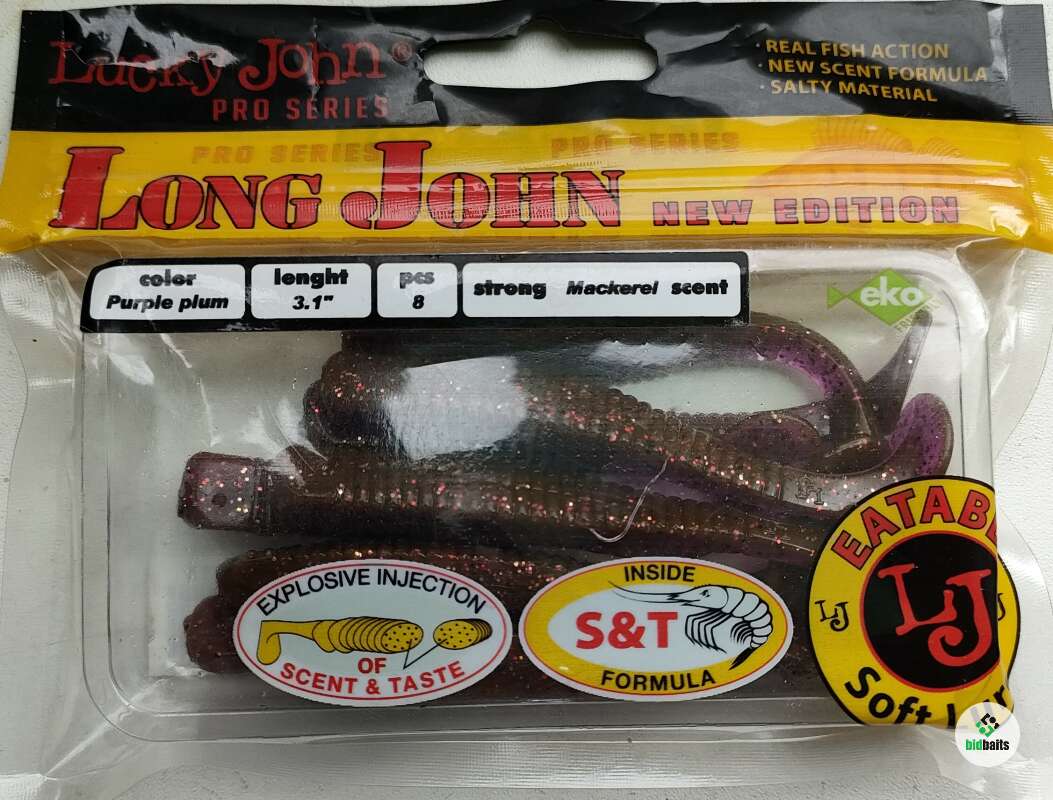 Lucky John®
PRO SERIES
· REAL FISH ACTION
· NEW SCENT FORMULA
· SALTY MATERIAL
PRO SERIES PRO SERIES
LONG JOHN NEW EDITION
color
Purple plum
lenght
3.1"
pcs
8
strong Mackerel scent
eko
EXPLOSIVE INJECTION
OF
SCENT & TASTE
INSIDE
S&T
FORMULA
LJ
LJ
Soft
bidbaits